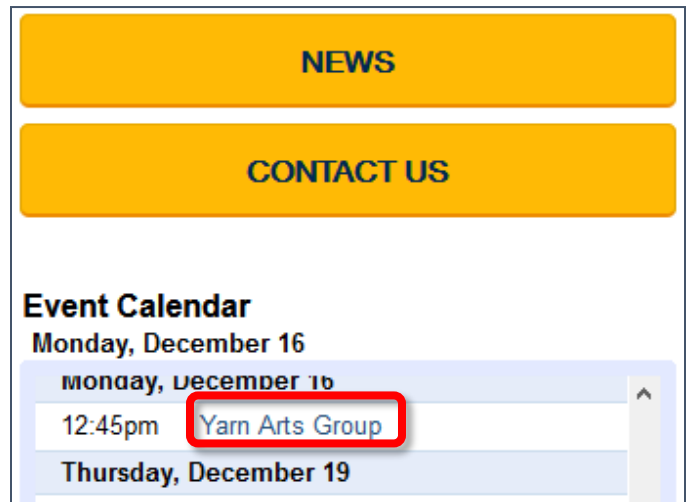 NEWS
CONTACT US
Event Calendar
Monday, December 16
Monday, December 16
12:45pm Yarn Arts Group
Thursday, December 19